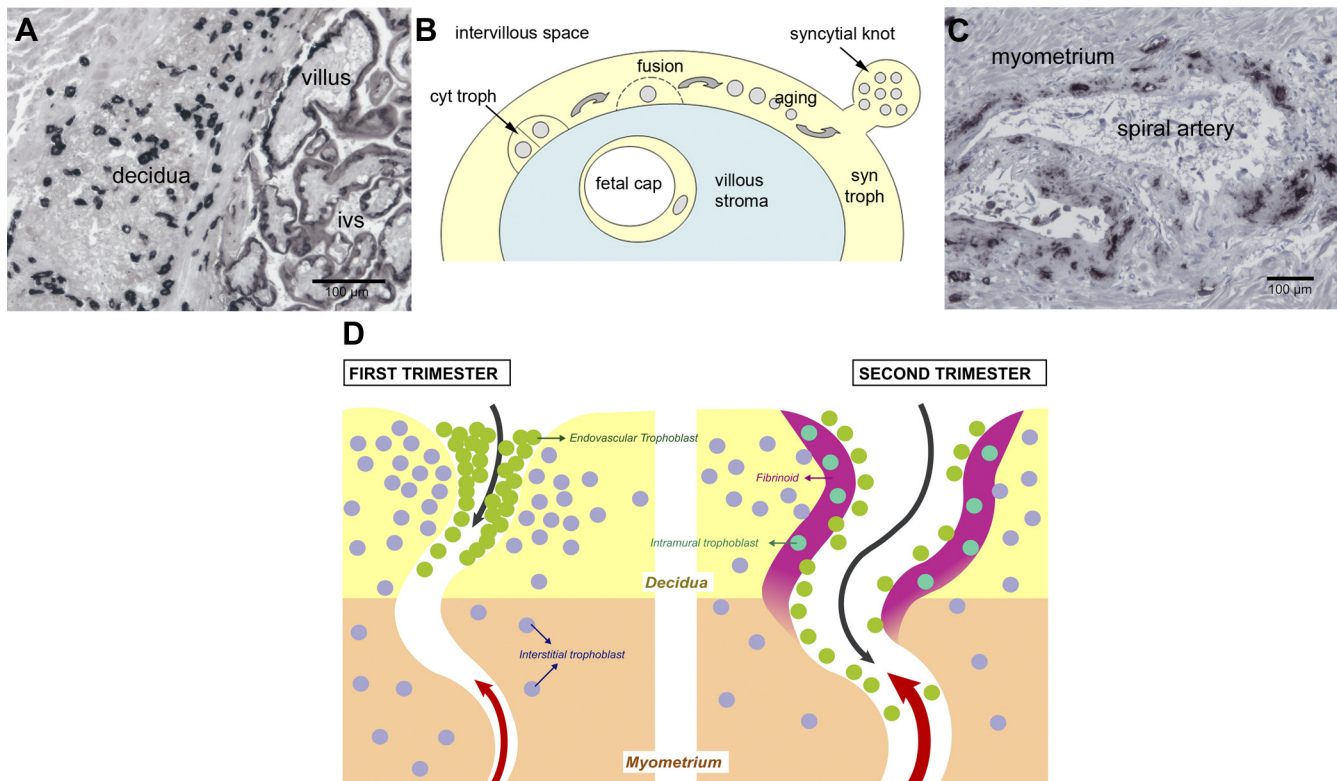 A
decidua
villus
ivs
100 µm
B
intervillous space
syncytial knot
fusion
cyt troph
aging
fetal cap
villous
stroma
syn
troph
C
myometrium
spiral artery
100 µm
D
FIRST TRIMESTER
SECOND TRIMESTER
Endovascular Trophoblast
Fibrinoid
Intramural trophoblast
Decidua
Interstitial trophoblast
Myometrium